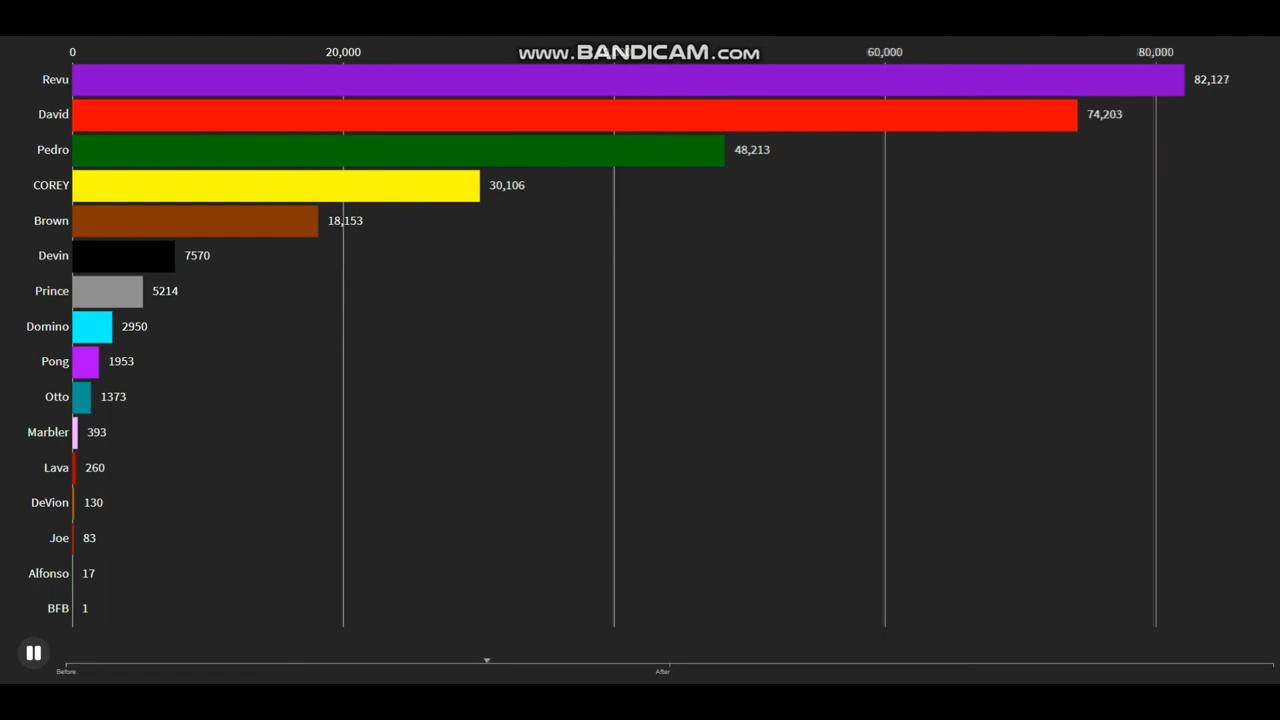 www.BANDICAM.com
0 20,000 60,000 80,000
Revu 82,127
David 74,203
Pedro 48,213
COREY 30,106
Brown 18,153
Devin 7570
Prince 5214
Domino 2950
Pong 1953
Otto 1373
Marbler 393
Lava 260
DeVion 130
Joe 83
Alfonso 17
BFB 1
Before After